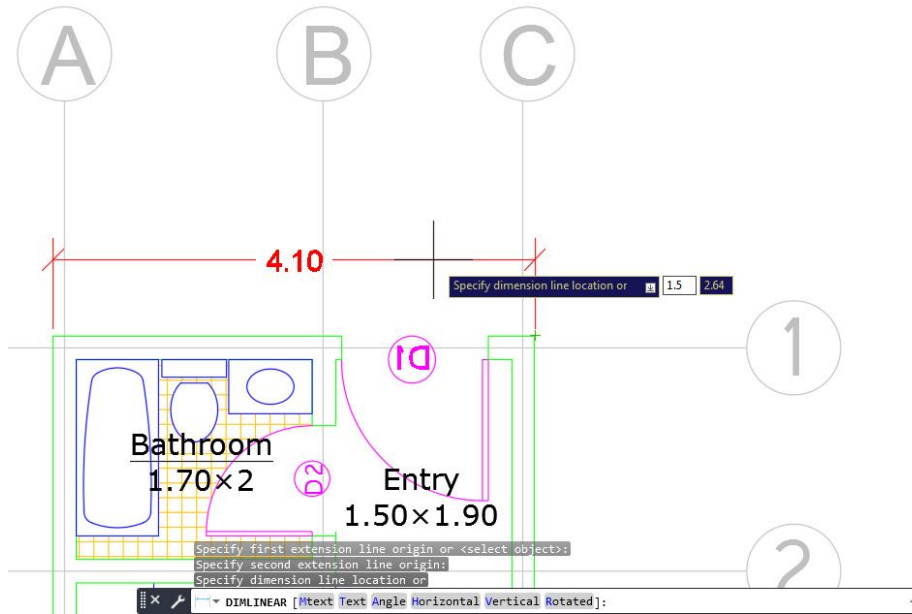 A B C
4.10
Specify dimension line location or 1.5 2.64
D1
1
Bathroom
1.70×2
D2
Entry
1.50×1.90
Specify first extension line origin or <select object>:
Specify second extension line origin:
Specify dimension line location or
2
DIMLINEAR [Mtext Text Angle Horizontal Vertical Rotated]: